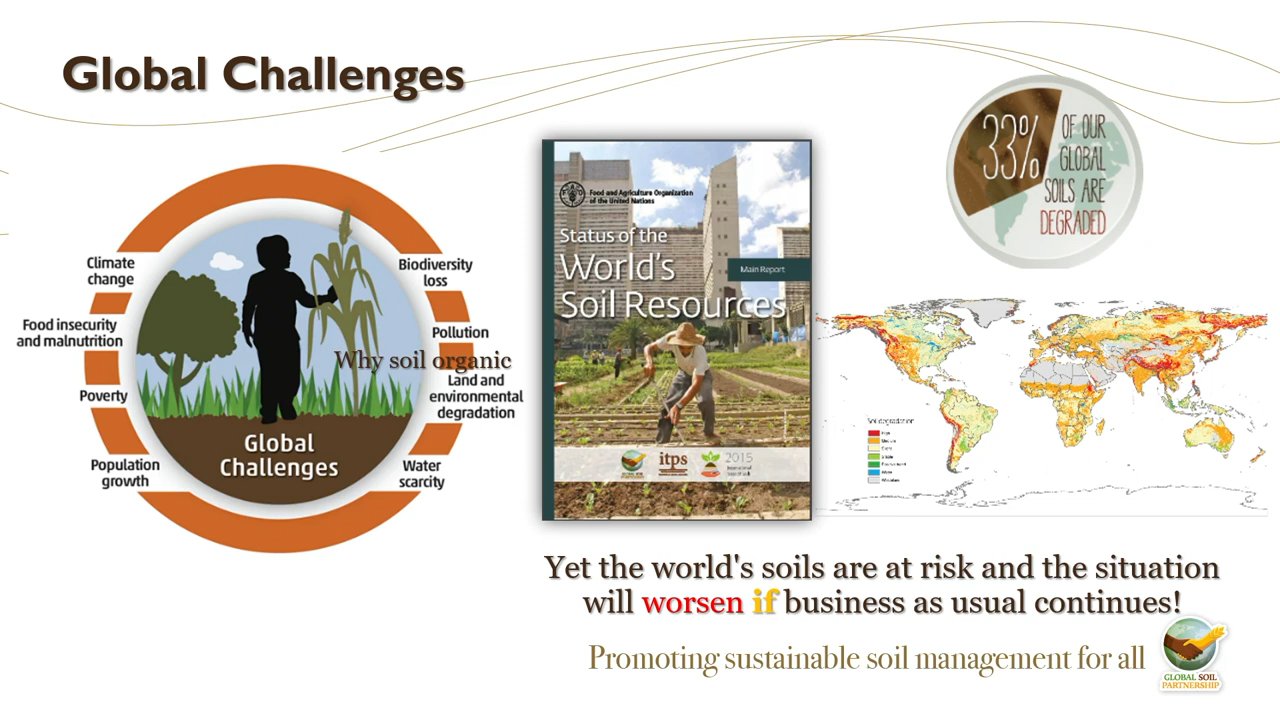 Global Challenges
Climate
change
Food insecurity
and malnutrition
Poverty
Population
growth
Biodiversity
loss
Pollution
Why soil organic
Land and
environmental
degradation
Water
scarcity
Global
Challenges
Food and Agriculture Organization
of the United Nations
Status of the
World's
Soil Resources
Main Report
itps
2015
33%
OF OUR
GLOBAL
SOILS ARE
DEGRADED
Soil degradation
Yet the world's soils are at risk and the situation
will worsen if business as usual continues!
Promoting sustainable soil management for all
GLOBAL SOIL
PARTNERSHIP